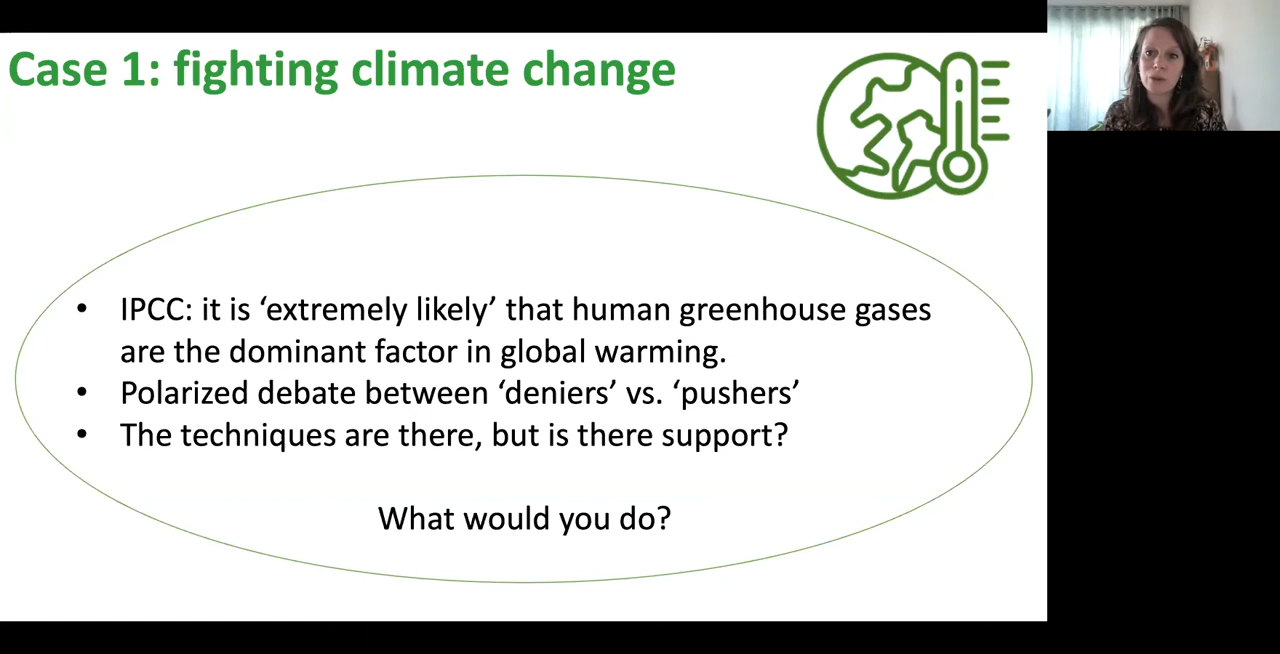 Case 1: fighting climate change
• IPCC: it is ‘extremely likely’ that human greenhouse gases
are the dominant factor in global warming.
• Polarized debate between ‘deniers’ vs. ‘pushers’
• The techniques are there, but is there support?
What would you do?